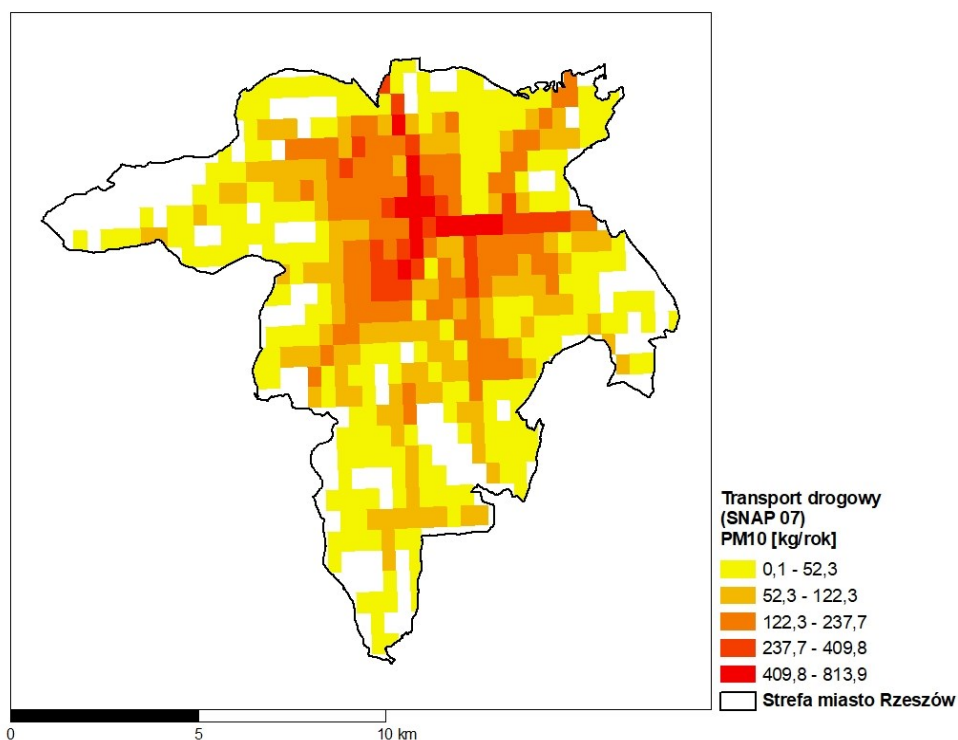 Transport drogowy
(SNAP 07)
PM10 [kg/rok]
0,1 - 52,3
52,3 - 122,3
122,3 - 237,7
237,7 - 409,8
409,8 - 813,9
Strefa miasto Rzeszów
0 5 10 km